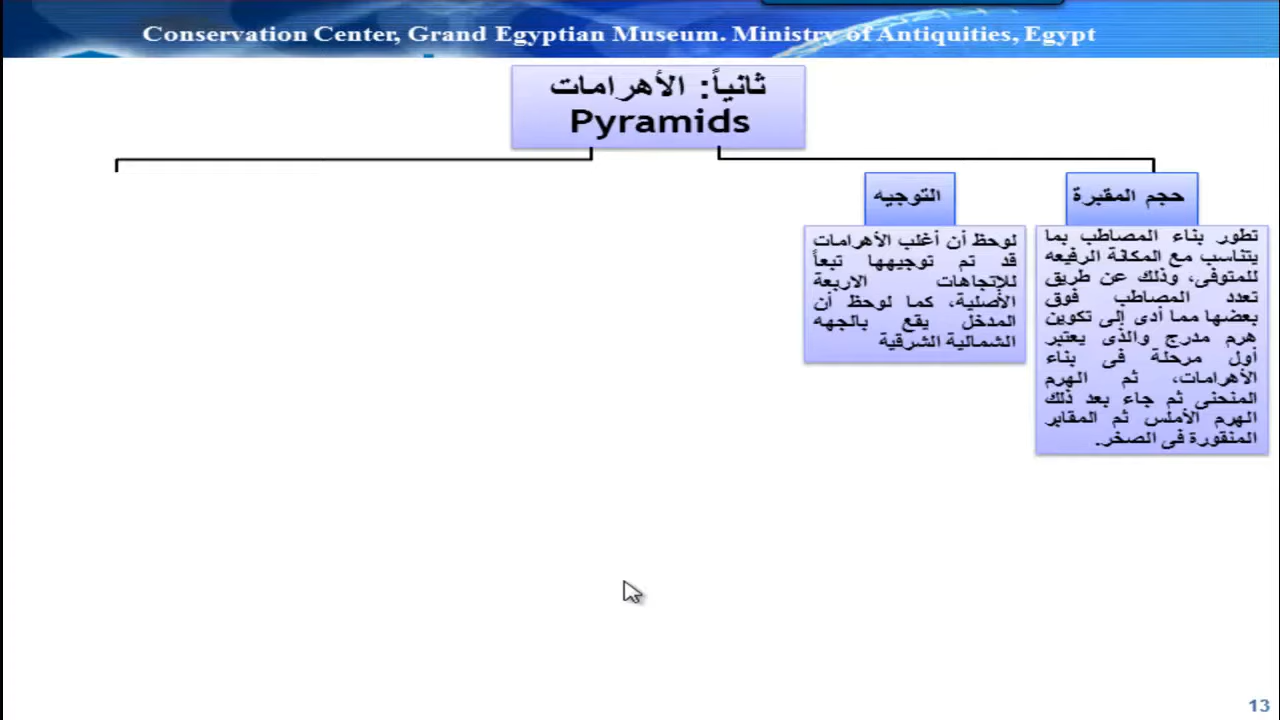 Conservation Center, Grand Egyptian Museum. Ministry of Antiquities, Egypt
ثانياً: الأهرامات
Pyramids
حجم المقبرة
تطور بناء المصاطب بما
يتناسب مع المكانة الرفيعه
للمتوفى، وذلك عن طريق
تعدد المصاطب فوق
بعضها مما أدى إلى تكوين
هرم مدرج والذى يعتبر
أول مرحلة فى بناء
الأهرامات، ثم الهرم
المنحنى ثم جاء بعد ذلك
الهرم الأملس ثم المقابر
المنقورة فى الصخر.
التوجيه
لوحظ أن أغلب الأهرامات
قد تم توجيهها تبعاً
للإتجاهات الاربعة
الأصلية، كما لوحظ أن
المدخل يقع بالجهه
الشمالية الشرقية
13